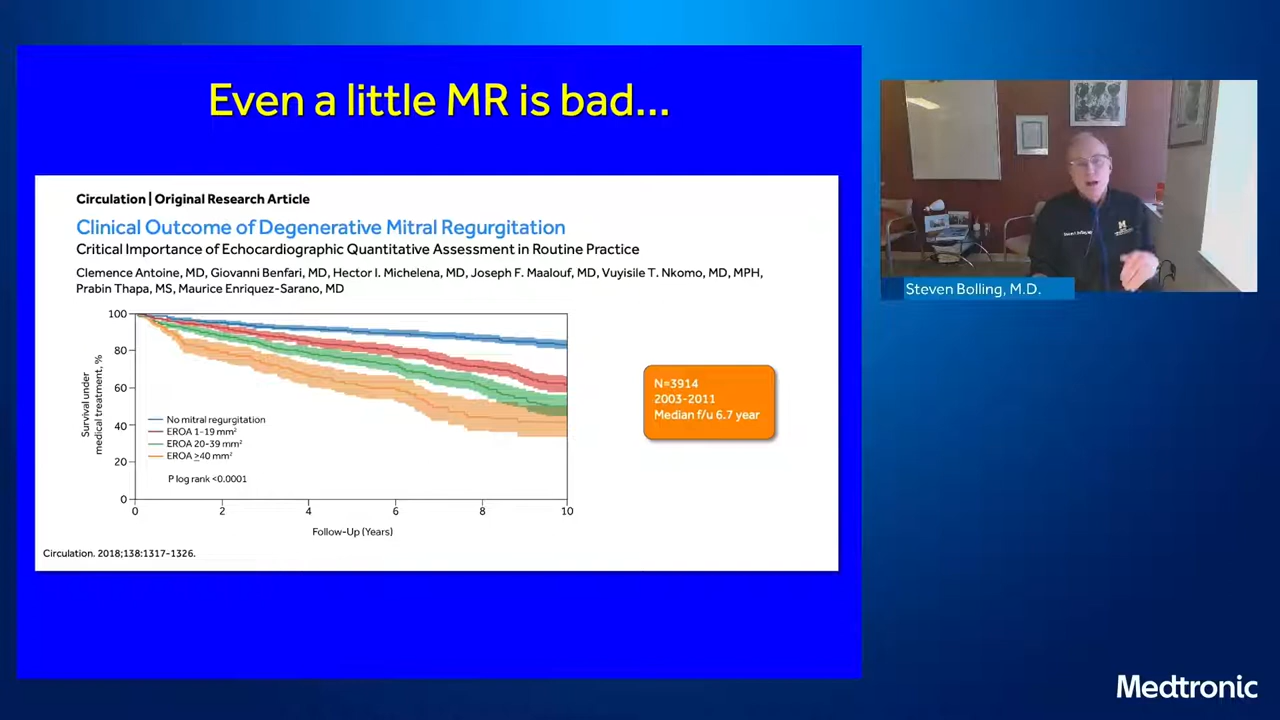 Even a little MR is bad...
Circulation | Original Research Article
Clinical Outcome of Degenerative Mitral Regurgitation
Critical Importance of Echocardiographic Quantitative Assessment in Routine Practice
Clemence Antoine, MD, Giovanni Benfari, MD, Hector I. Michelena, MD, Joseph F. Maalouf, MD, Vuyisile T. Nkomo, MD, MPH,
Prabin Thapa, MS, Maurice Enriquez-Sarano, MD
Survival under
medical treatment, %
100
80
60
40
20
0
No mitral regurgitation
EROA 1-19 mm²
EROA 20-39 mm²
EROA ≥40 mm²
P log rank <0.0001
0 2 4 6 8 10
Follow-Up (Years)
N=3914
2003-2011
Median f/u 6.7 year
Circulation. 2018;138:1317-1326.
Steven Bolling, M.D.
Medtronic